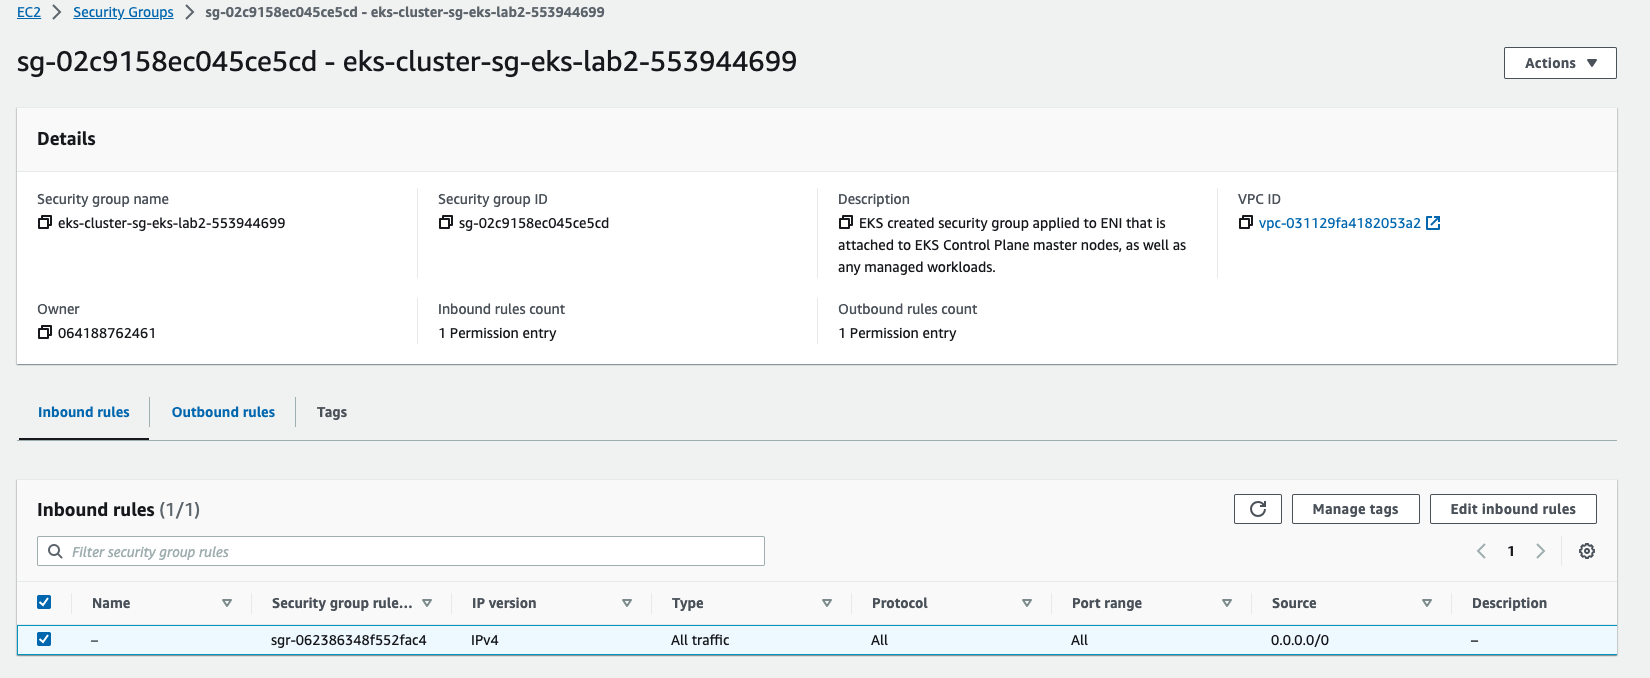 EC2 > Security Groups > sg-02c9158ec045ce5cd - eks-cluster-sg-eks-lab2-553944699
sg-02c9158ec045ce5cd - eks-cluster-sg-eks-lab2-553944699
Actions ▼
Details
Security group name
eks-cluster-sg-eks-lab2-553944699
Security group ID
sg-02c9158ec045ce5cd
Description
EKS created security group applied to ENI that is
attached to EKS Control Plane master nodes, as well as
any managed workloads.
VPC ID
vpc-031129fa4182053a2
Owner
064188762461
Inbound rules count
1 Permission entry
Outbound rules count
1 Permission entry
Inbound rules Outbound rules Tags
Inbound rules (1/1)
Manage tags Edit inbound rules
Filter security group rules
1
Name Security group rule... IP version Type Protocol Port range Source Description
– sgr-062386348f552fac4 IPv4 All traffic All All 0.0.0.0/0 –